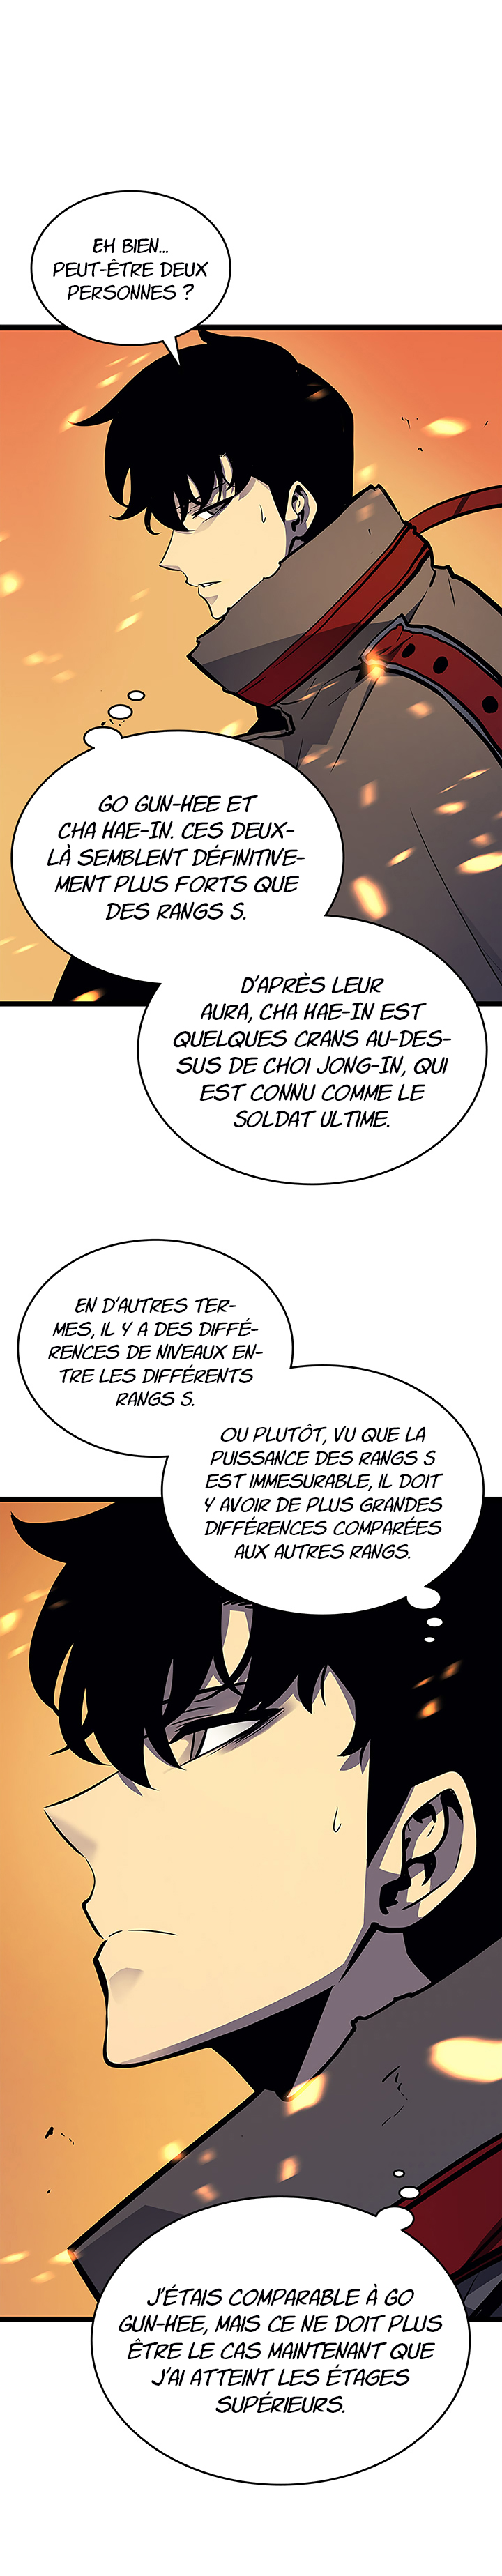 EH BIEN...
PEUT-ÊTRE DEUX
PERSONNES ?
GO GUN-HEE ET
CHA HAE-IN. CES DEUX-
LÀ SEMBLENT DÉFINITIVE-
MENT PLUS FORTS QUE
DES RANGS S.
D'APRÈS LEUR
AURA, CHA HAE-IN EST
QUELQUES CRANS AU-DES-
SUS DE CHOI JONG-IN, QUI
EST CONNU COMME LE
SOLDAT ULTIME.
EN D'AUTRES TER-
MES, IL Y A DES DIFFÉ-
RENCES DE NIVEAUX EN-
TRE LES DIFFÉRENTS
RANGS S.
OU PLUTÔT, VU QUE LA
PUISSANCE DES RANGS S
EST IMMESURABLE, IL DOIT
Y AVOIR DE PLUS GRANDES
DIFFÉRENCES COMPARÉES
AUX AUTRES RANGS.
J'ÉTAIS COMPARABLE À GO
GUN-HEE, MAIS CE NE DOIT PLUS
ÊTRE LE CAS MAINTENANT QUE
J'AI ATTEINT LES ÉTAGES
SUPÉRIEURS.